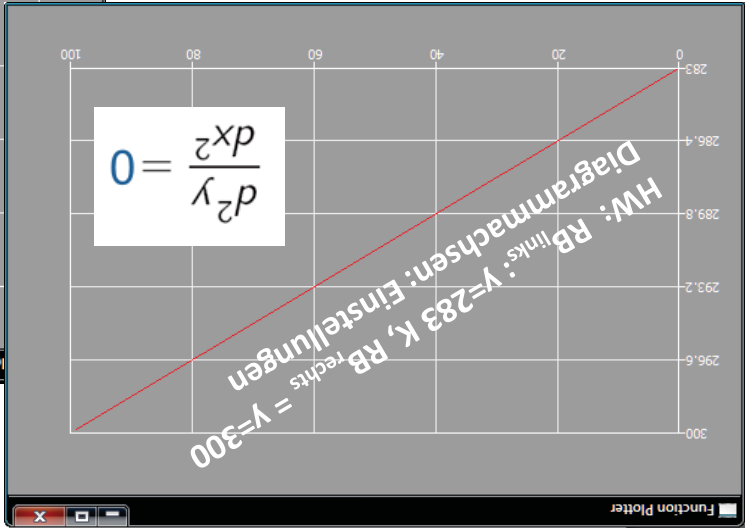 Function Plotter
300
296.6
293.2
289.8
286.4
283
HW: RBlinks: y=283 K, RBrechts = y=300
Diagrammachsen: Einstellungen
d²y
dx²
=0
0 20 40 60 80 100